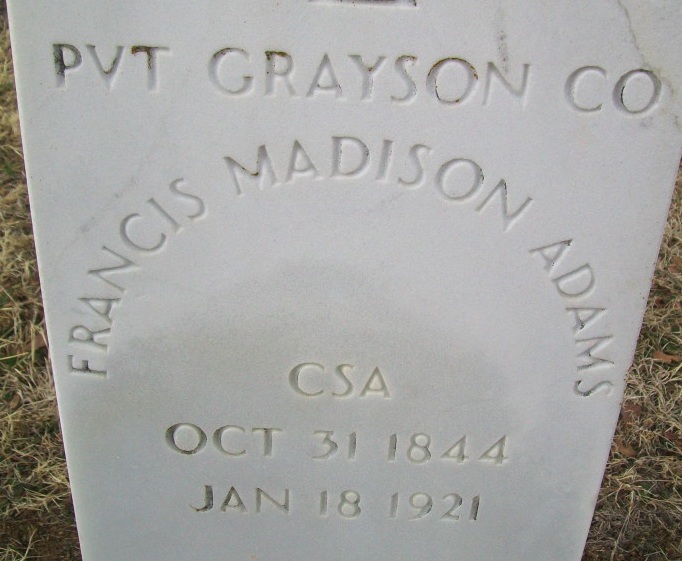 PVT GRAYSON CO
FRANCIS MADISON ADAMS
CSA
OCT 31 1844
JAN 18 1921